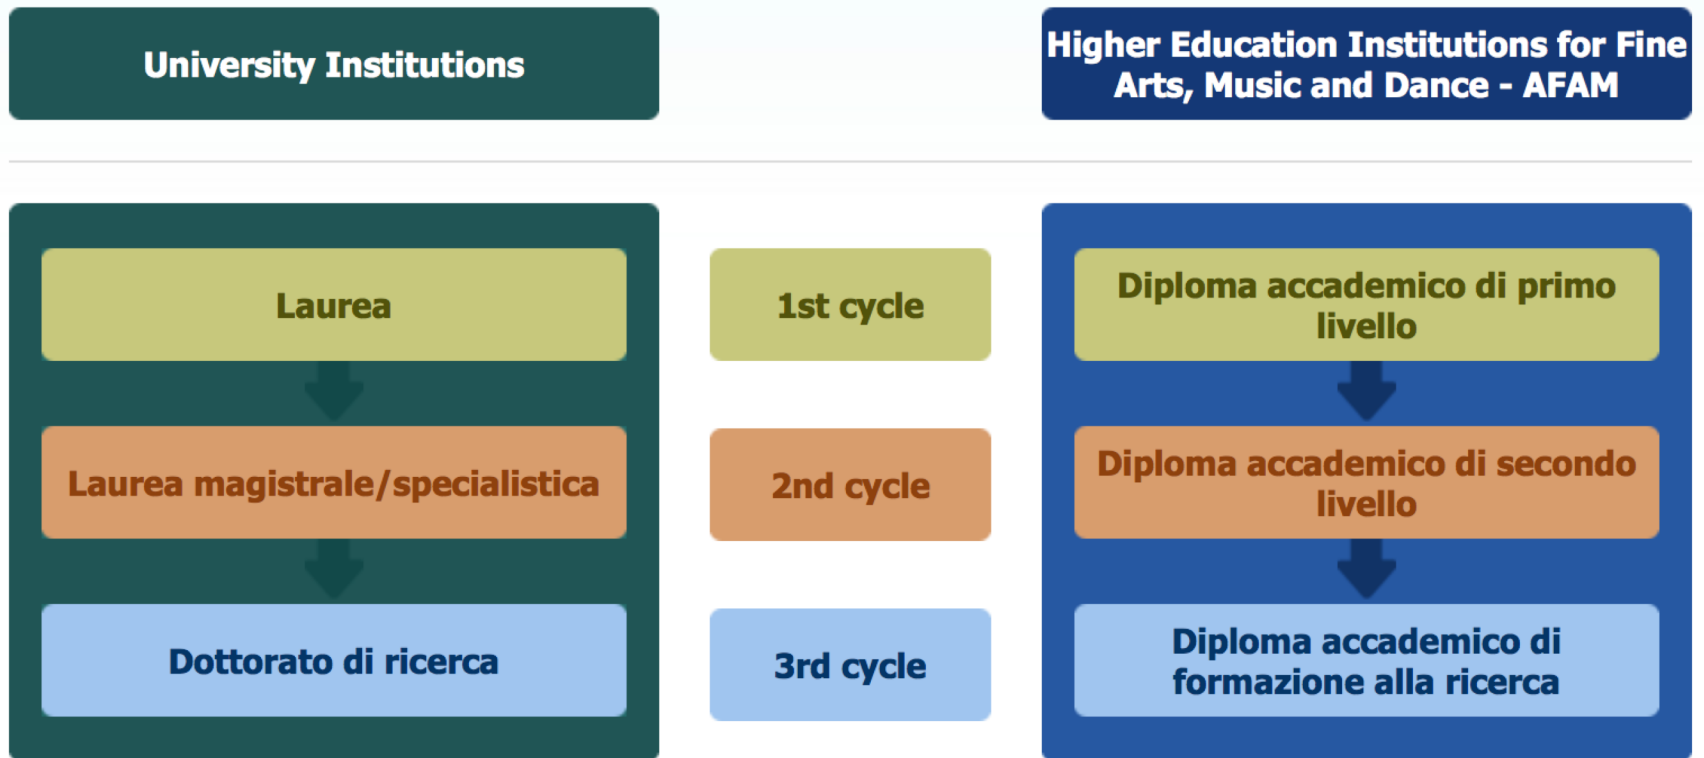 University Institutions
Higher Education Institutions for Fine
Arts, Music and Dance - AFAM
Laurea
1st cycle
Diploma accademico di primo
livello
Laurea magistrale/specialistica
2nd cycle
Diploma accademico di secondo
livello
Dottorato di ricerca
3rd cycle
Diploma accademico di
formazione alla ricerca